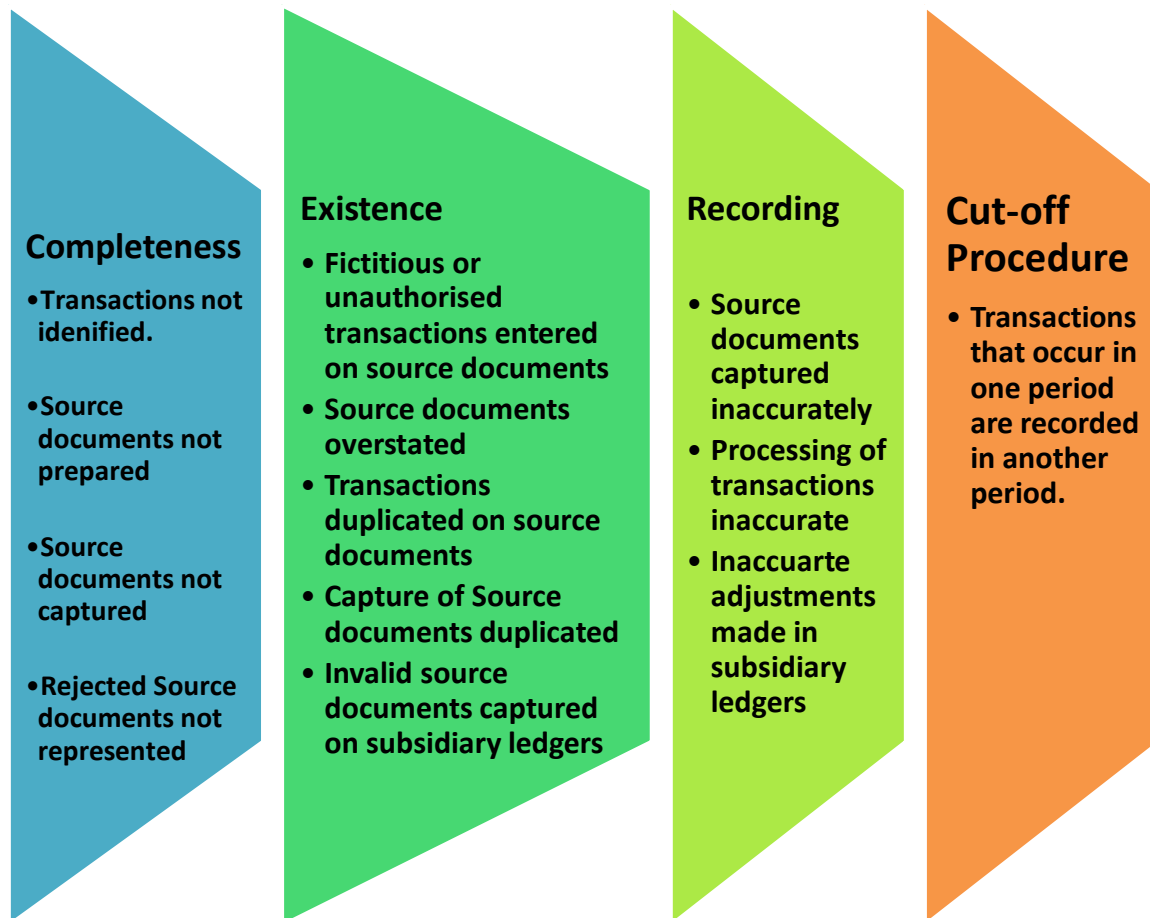 Completeness
•Transactions not
idenified.
•Source
documents not
prepared
•Source
documents not
captured
•Rejected Source
documents not
represented
Existence
• Fictitious or
unauthorised
transactions entered
on source documents
• Source documents
overstated
• Transactions
duplicated on source
documents
• Capture of Source
documents duplicated
• Invalid source
documents captured
on subsidiary ledgers
Recording
• Source
documents
captured
inaccurately
• Processing of
transactions
inaccurate
• Inaccuarte
adjustments
made in
subsidiary
ledgers
Cut-off
Procedure
• Transactions
that occur in
one period
are recorded
in another
period.